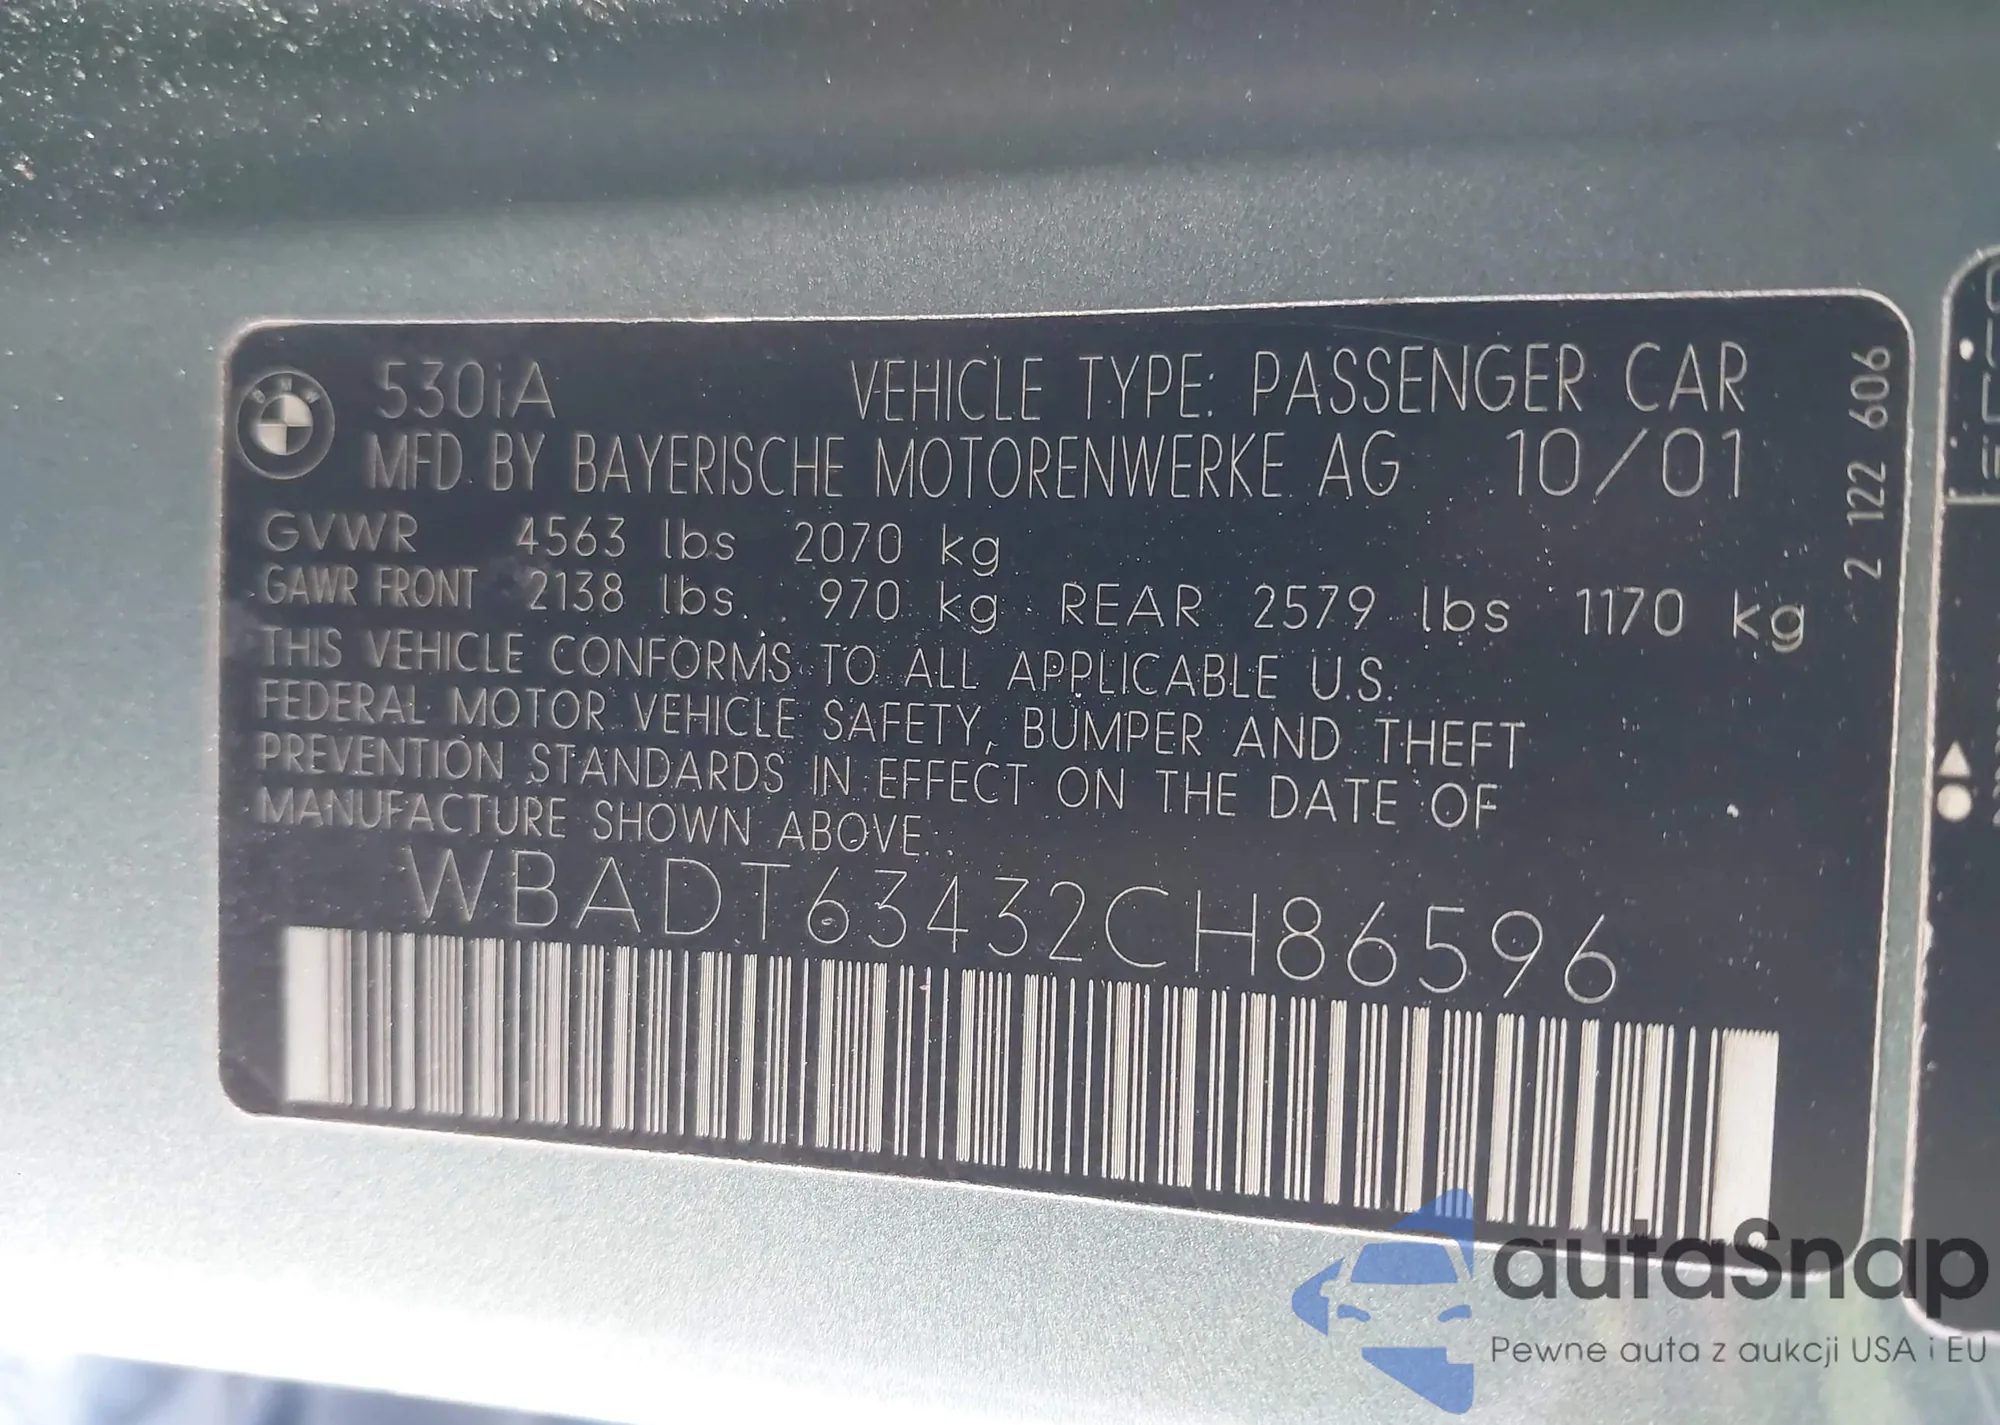 530iA VEHICLE TYPE: PASSENGER CAR
MFD BY BAYERISCHE MOTORENWERKE AG 10/01
GVWR 4563 lbs 2070 kg
GAWR FRONT 2138 lbs 970 kg REAR 2579 lbs 1170 kg
THIS VEHICLE CONFORMS TO ALL APPLICABLE U.S.
FEDERAL MOTOR VEHICLE SAFETY, BUMPER AND THEFT
PREVENTION STANDARDS IN EFFECT ON THE DATE OF
MANUFACTURE SHOWN ABOVE.
WBADT63432CH86596
2 122 606
autaSnap
Pewne auta z aukcji USA i EU